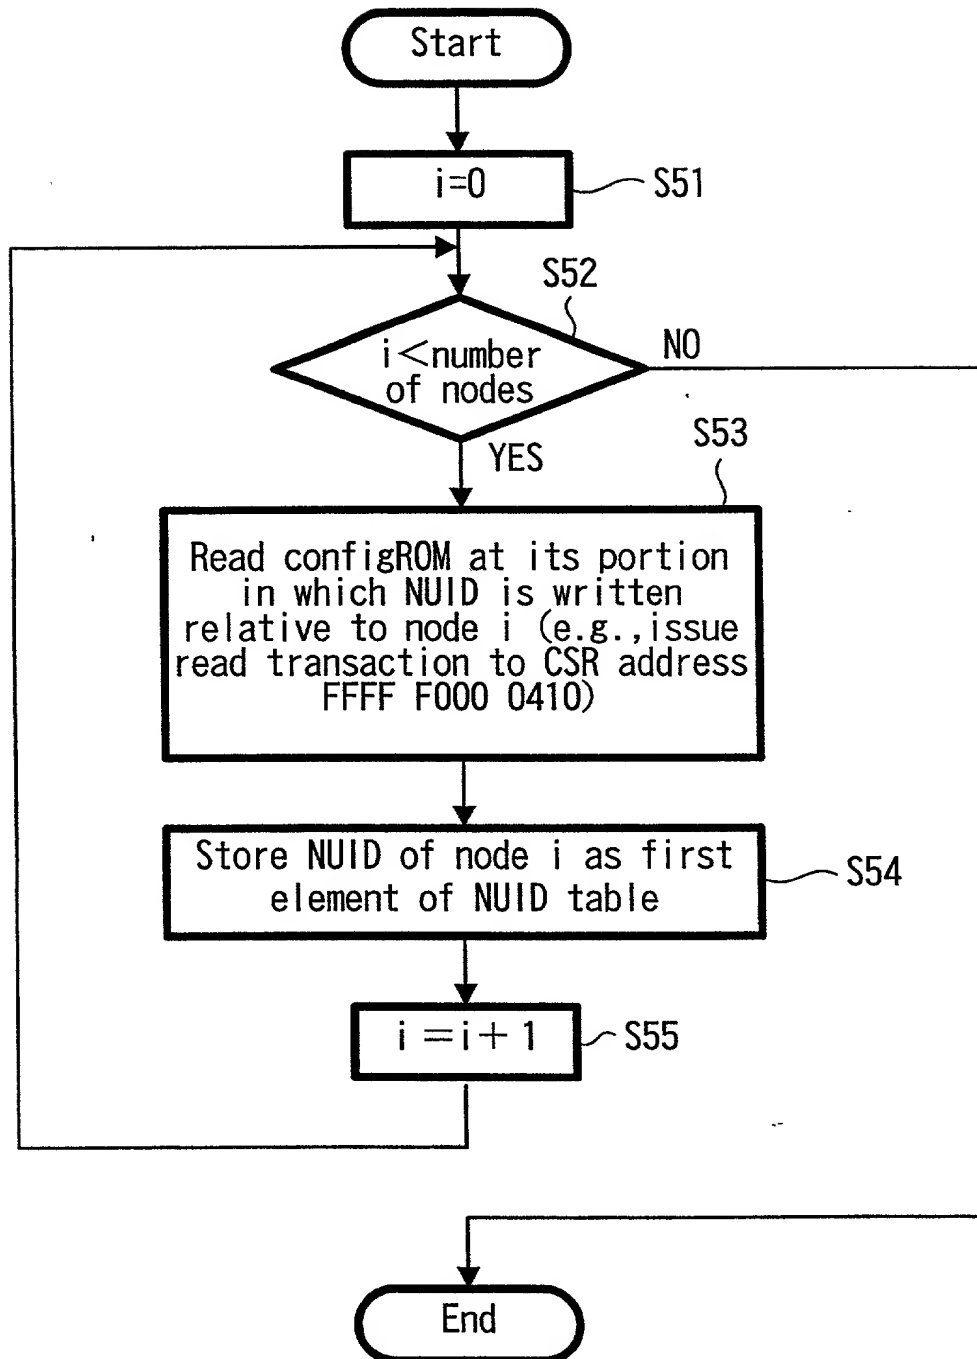 Start
i=0
S51
S52
i<number
of nodes
NO
YES
S53
Read configROM at its portion
in which NUID is written
relative to node i (e.g.,issue
read transaction to CSR address
FFFF F000 0410)
Store NUID of node i as first
element of NUID table
S54
i=i+1
S55
End